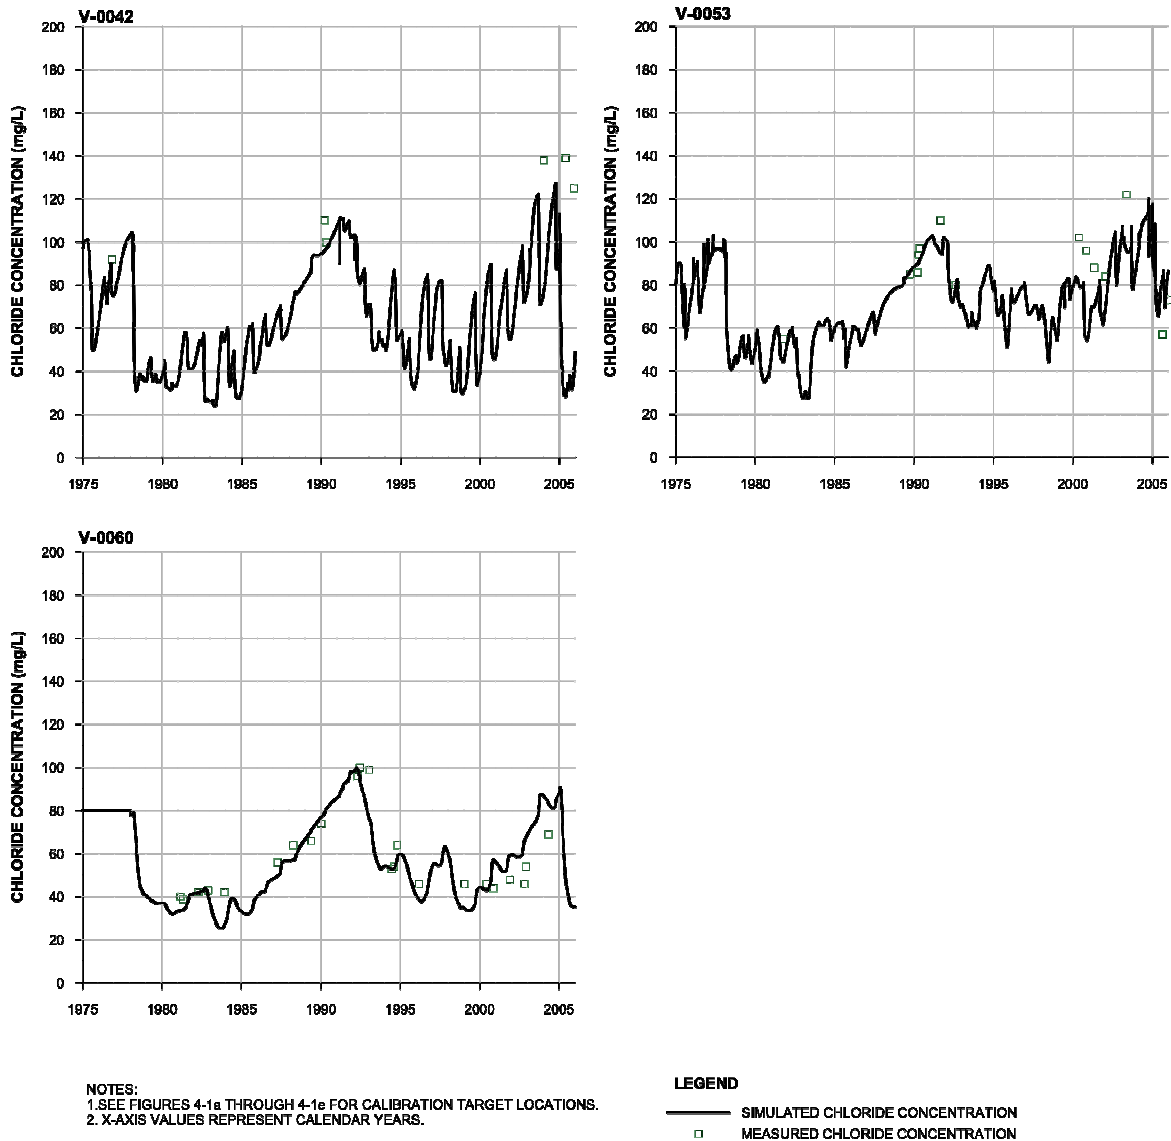 V-0042
CHLORIDE CONCENTRATION (mg/L)
200
180
160
140
120
100
80
60
40
20
0
1975 1980 1985 1990 1995 2000 2005
V-0053
CHLORIDE CONCENTRATION (mg/L)
200
180
160
140
120
100
80
60
40
20
0
1975 1980 1985 1990 1995 2000 2005
V-0060
CHLORIDE CONCENTRATION (mg/L)
200
180
160
140
120
100
80
60
40
20
0
1975 1980 1985 1990 1995 2000 2005
NOTES:
1.SEE FIGURES 4-1a THROUGH 4-1e FOR CALIBRATION TARGET LOCATIONS.
2. X-AXIS VALUES REPRESENT CALENDAR YEARS.
LEGEND
SIMULATED CHLORIDE CONCENTRATION
MEASURED CHLORIDE CONCENTRATION